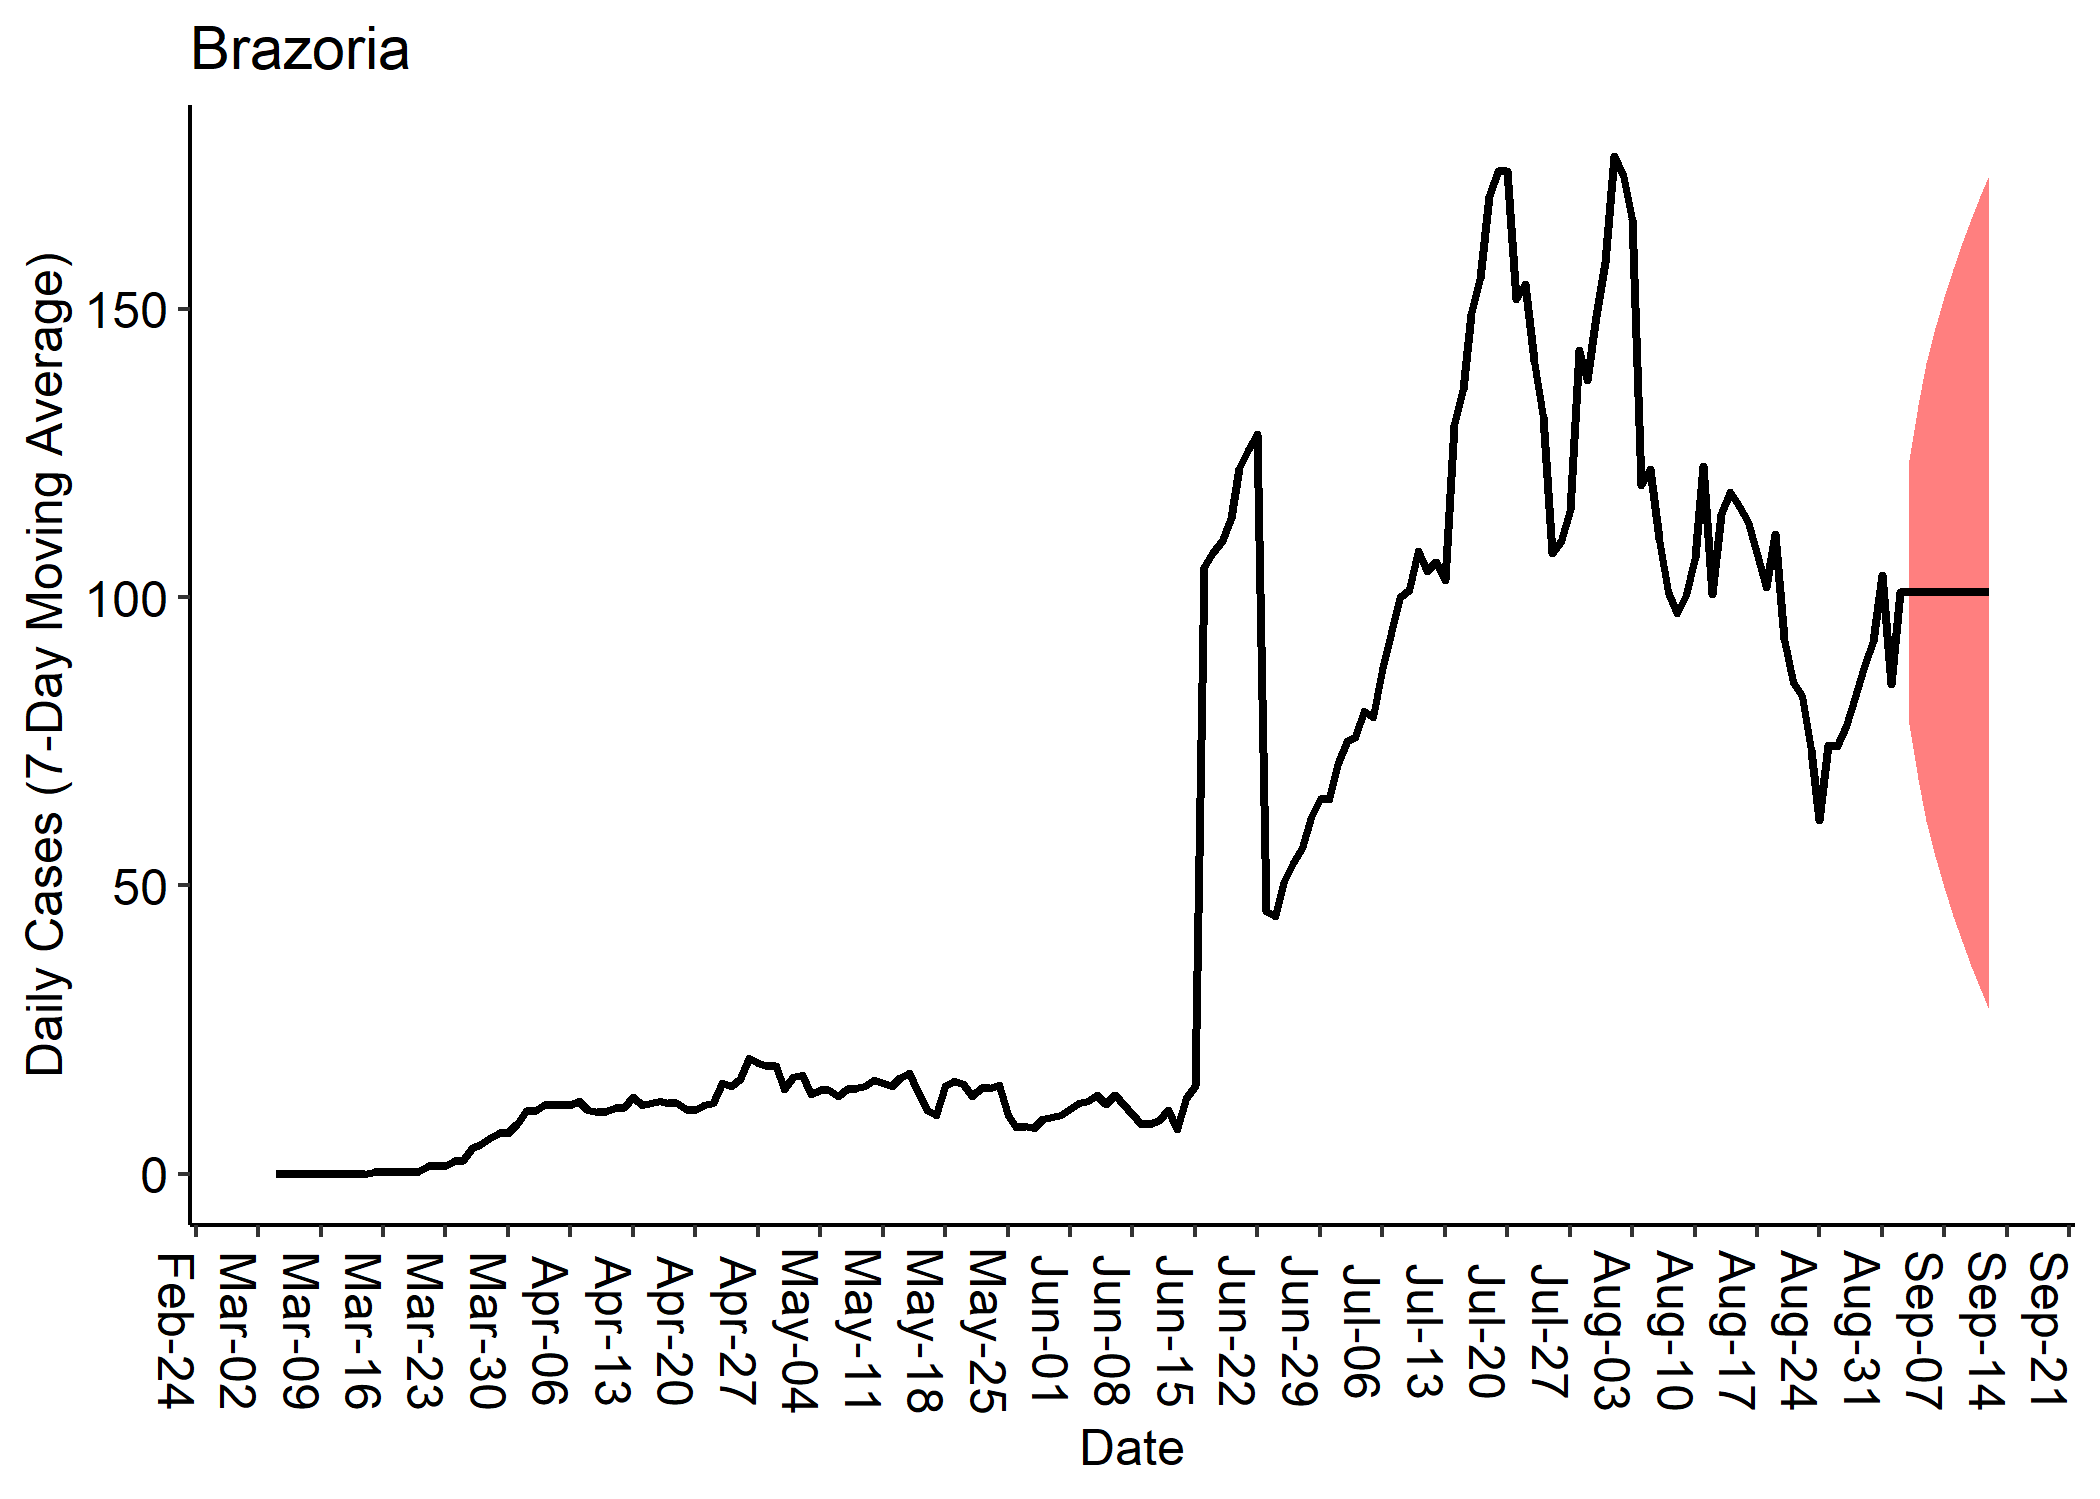 Brazoria
Daily Cases (7-Day Moving Average)
150
100
50
0
Feb-24
Mar-02
Mar-09
Mar-16
Mar-23
Mar-30
Apr-06
Apr-13
Apr-20
Apr-27
May-04
May-11
May-18
May-25
Jun-01
Jun-08
Jun-15
Jun-22
Jun-29
Jul-06
Jul-13
Jul-20
Jul-27
Aug-03
Aug-10
Aug-17
Aug-24
Aug-31
Sep-07
Sep-14
Sep-21
Date